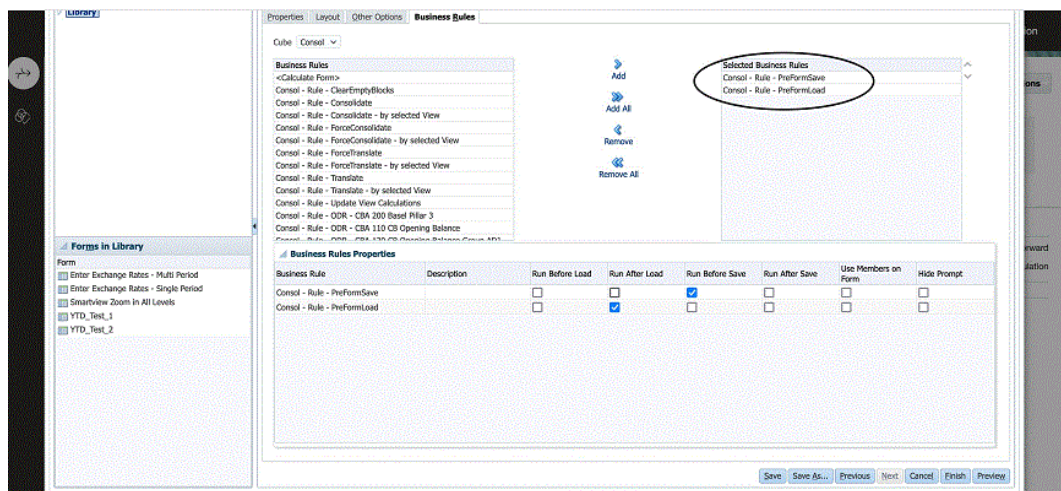 Library
Properties Layout Other Options Business Rules
Cube Consol
Business Rules
<Calculate Form>
Consol - Rule - ClearEmptyBlocks
Consol - Rule - Consolidate
Consol - Rule - Consolidate - by selected View
Consol - Rule - ForceConsolidate
Consol - Rule - ForceConsolidate - by selected View
Consol - Rule - ForceTranslate
Consol - Rule - ForceTranslate - by selected View
Consol - Rule - Translate
Consol - Rule - Translate - by selected View
Consol - Rule - Update View Calculations
Consol - Rule - ODR - CBA 200 Basel Pillar 3
Consol - Rule - ODR - CBA 110 CB Opening Balance
Add
Add All
Remove
Remove All
Selected Business Rules
Consol - Rule - PreFormSave
Consol - Rule - PreFormLoad
Forms in Library
Form
Enter Exchange Rates - Multi Period
Enter Exchange Rates - Single Period
Smartview Zoom in All Levels
YTD_Test_1
YTD_Test_2
Business Rules Properties
Business Rule Description Run Before Load Run After Load Run Before Save Run After Save Use Members on Form Hide Prompt
Consol - Rule - PreFormSave
Consol - Rule - PreFormLoad
Save Save As... Previous Next Cancel Finish Preview
ion
ons
rward
lation